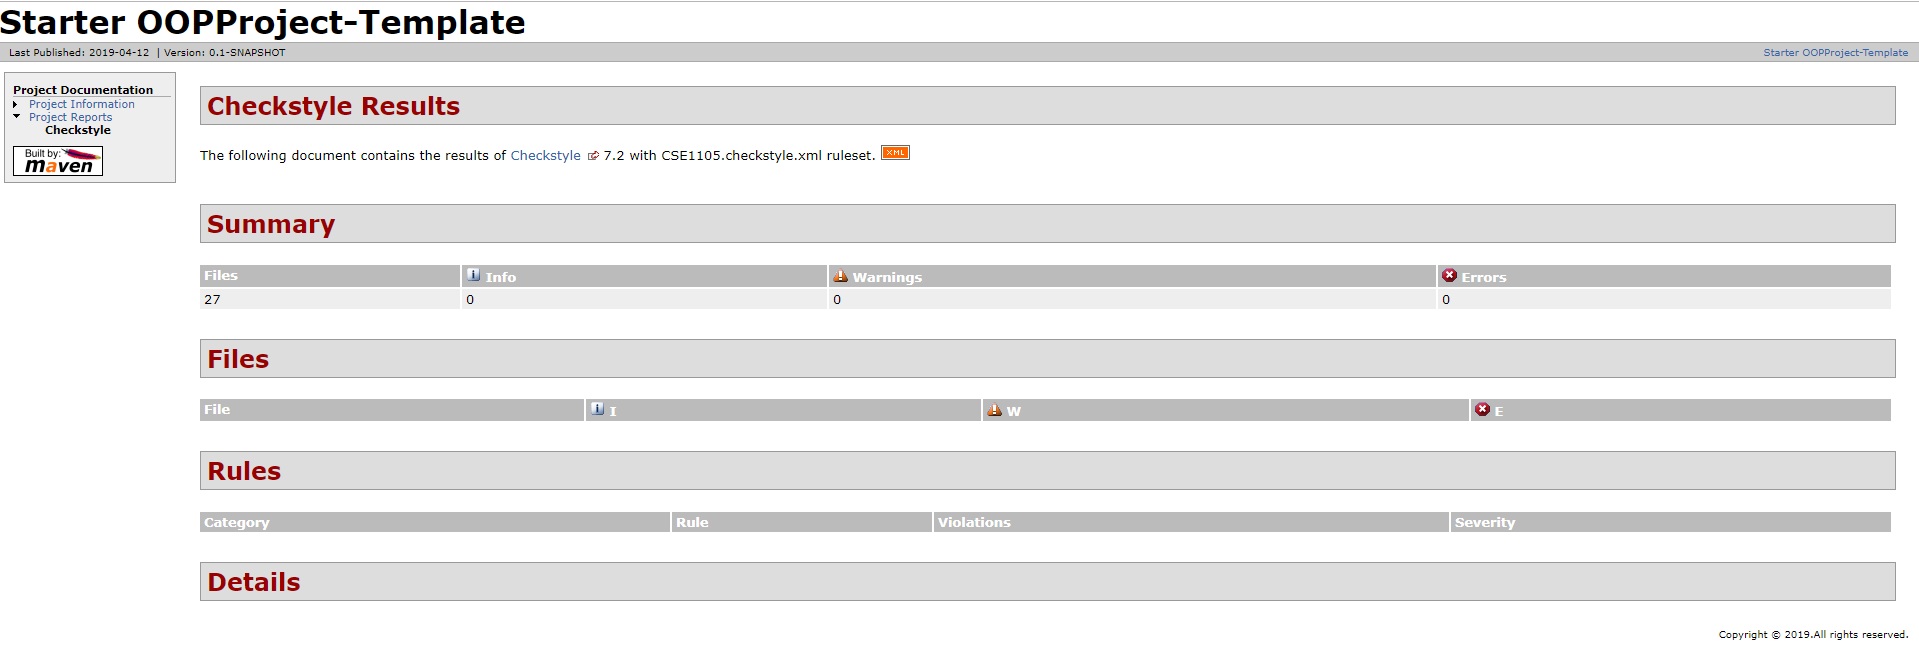 Starter OOPProject-Template
Last Published: 2019-04-12 | Version: 0.1-SNAPSHOT
Starter OOPProject-Template
Project Documentation
Project Information
Project Reports
Checkstyle
Built by:
maven
Checkstyle Results
The following document contains the results of Checkstyle 7.2 with CSE1105.checkstyle.xml ruleset. XML
Summary
Files Info Warnings Errors
27 0 0 0
Files
File I W E
Rules
Category Rule Violations Severity
Details
Copyright © 2019.All rights reserved.